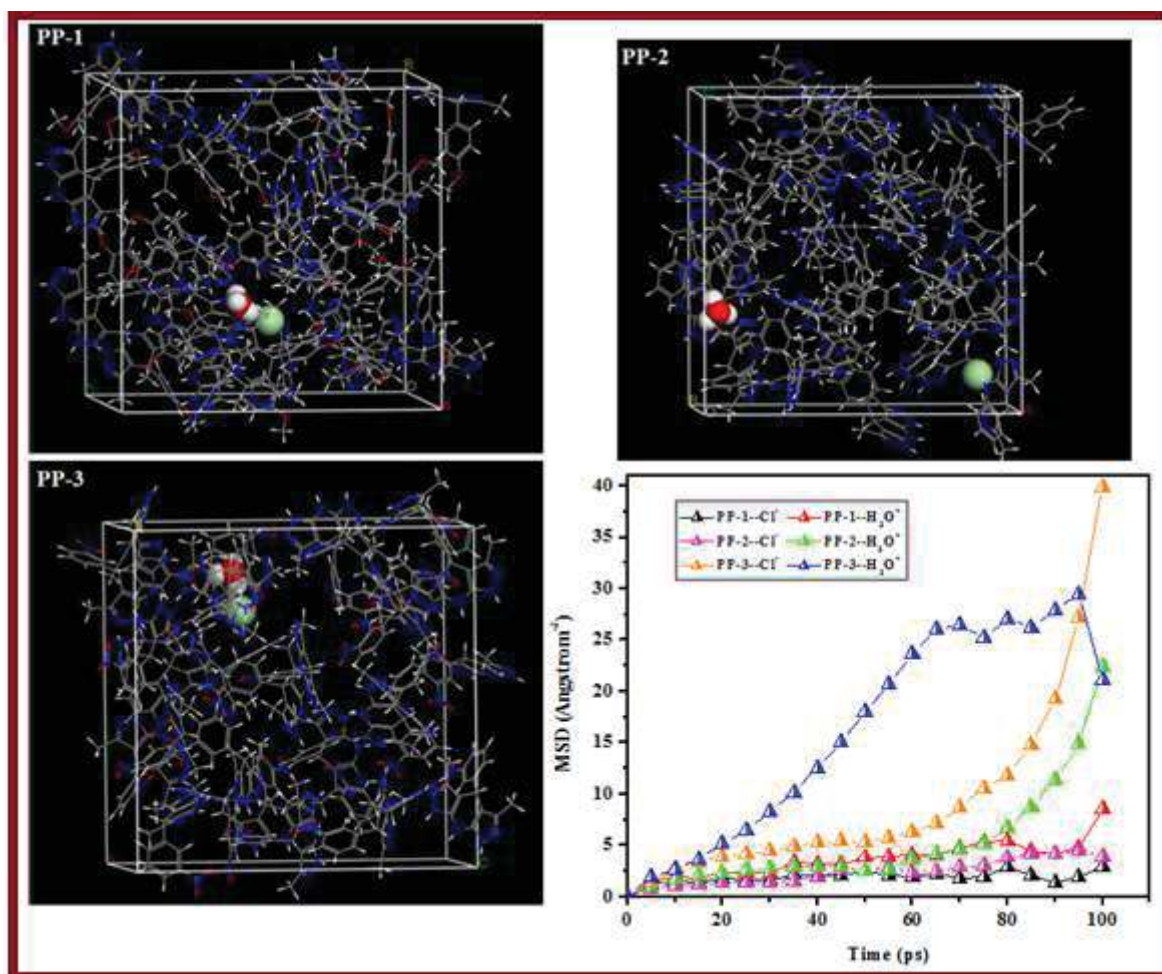 PP-1
PP-2
PP-3
PP-1--Cl⁻ PP-1--H₃O⁺
PP-2--Cl⁻ PP-2--H₃O⁺
PP-3--Cl⁻ PP-3--H₃O⁺
MSD (Angstrom⁻²)
40
35
30
25
20
15
10
5
0
0 20 40 60 80 100
Time (ps)